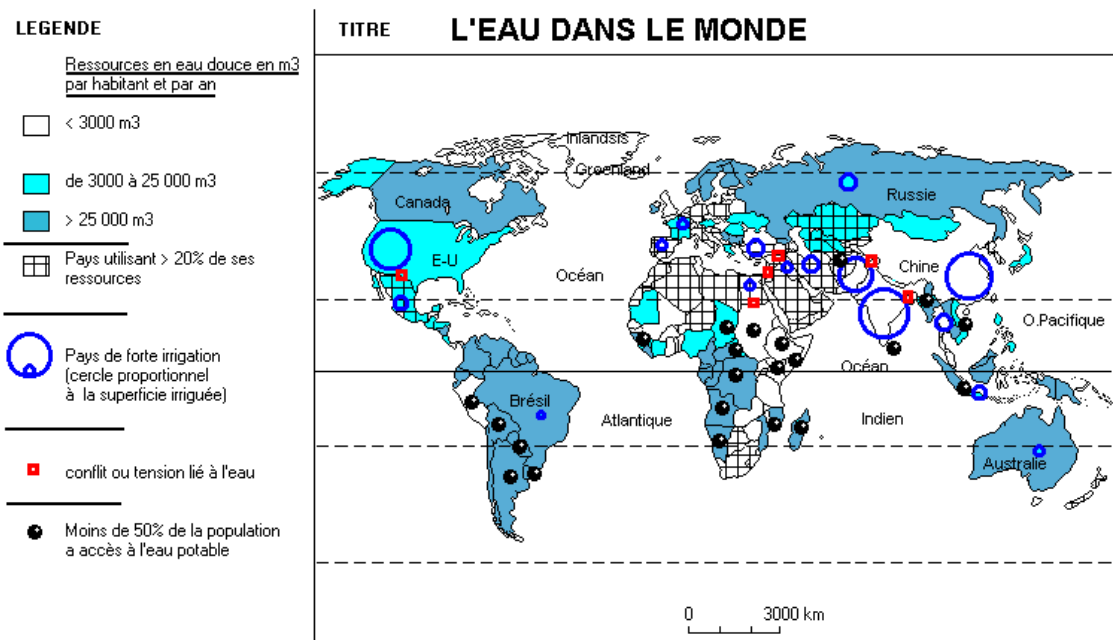 LEGENDE
Ressources en eau douce en m3
par habitant et par an
< 3000 m3
de 3000 à 25 000 m3
> 25 000 m3
Pays utilisant > 20% de ses
ressources
Pays de forte irrigation
(cercle proportionnel
à la superficie irriguée)
conflit ou tension lié à l'eau
Moins de 50% de la population
a accès à l'eau potable
TITRE
L'EAU DANS LE MONDE
Inlandsis
Groenland
Canada
Russie
E-U
Océan
Chine
O.Pacifique
Océan
Brésil
Atlantique
Indien
Australie
0 3000 km